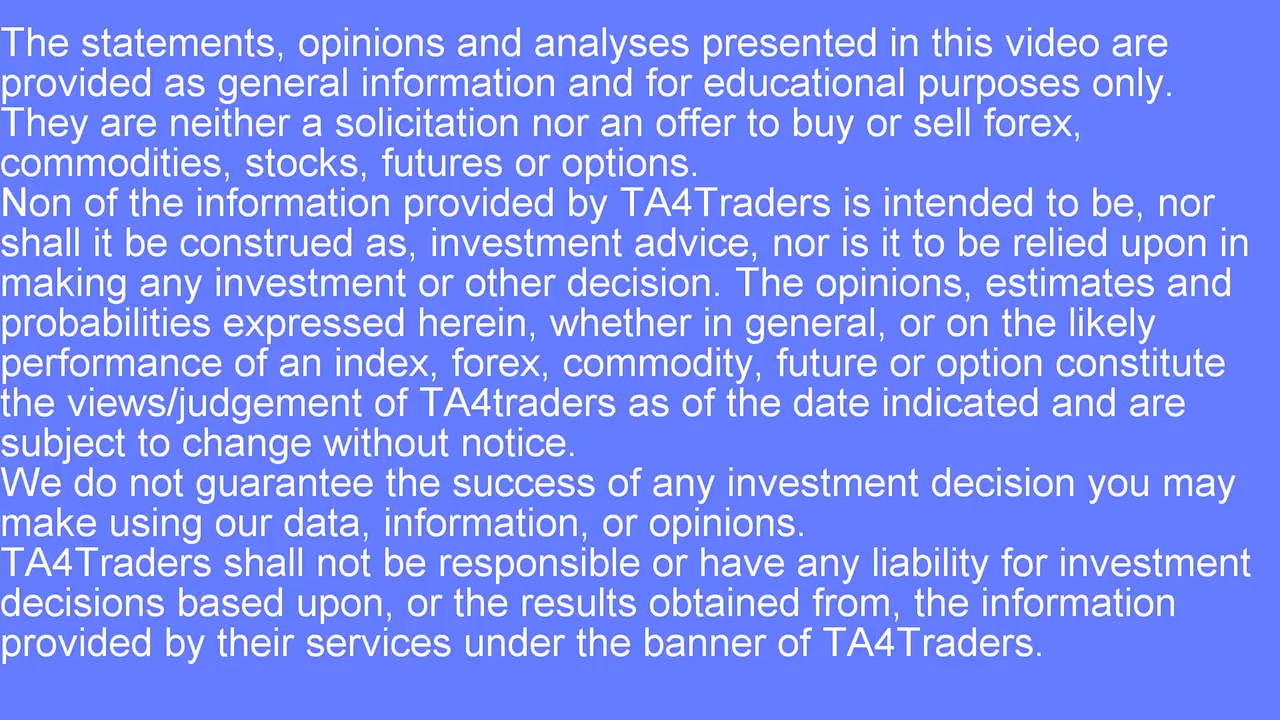 The statements, opinions and analyses presented in this video are
provided as general information and for educational purposes only.
They are neither a solicitation nor an offer to buy or sell forex,
commodities, stocks, futures or options.
Non of the information provided by TA4Traders is intended to be, nor
shall it be construed as, investment advice, nor is it to be relied upon in
making any investment or other decision. The opinions, estimates and
probabilities expressed herein, whether in general, or on the likely
performance of an index, forex, commodity, future or option constitute
the views/judgement of TA4traders as of the date indicated and are
subject to change without notice.
We do not guarantee the success of any investment decision you may
make using our data, information, or opinions.
TA4Traders shall not be responsible or have any liability for investment
decisions based upon, or the results obtained from, the information
provided by their services under the banner of TA4Traders.